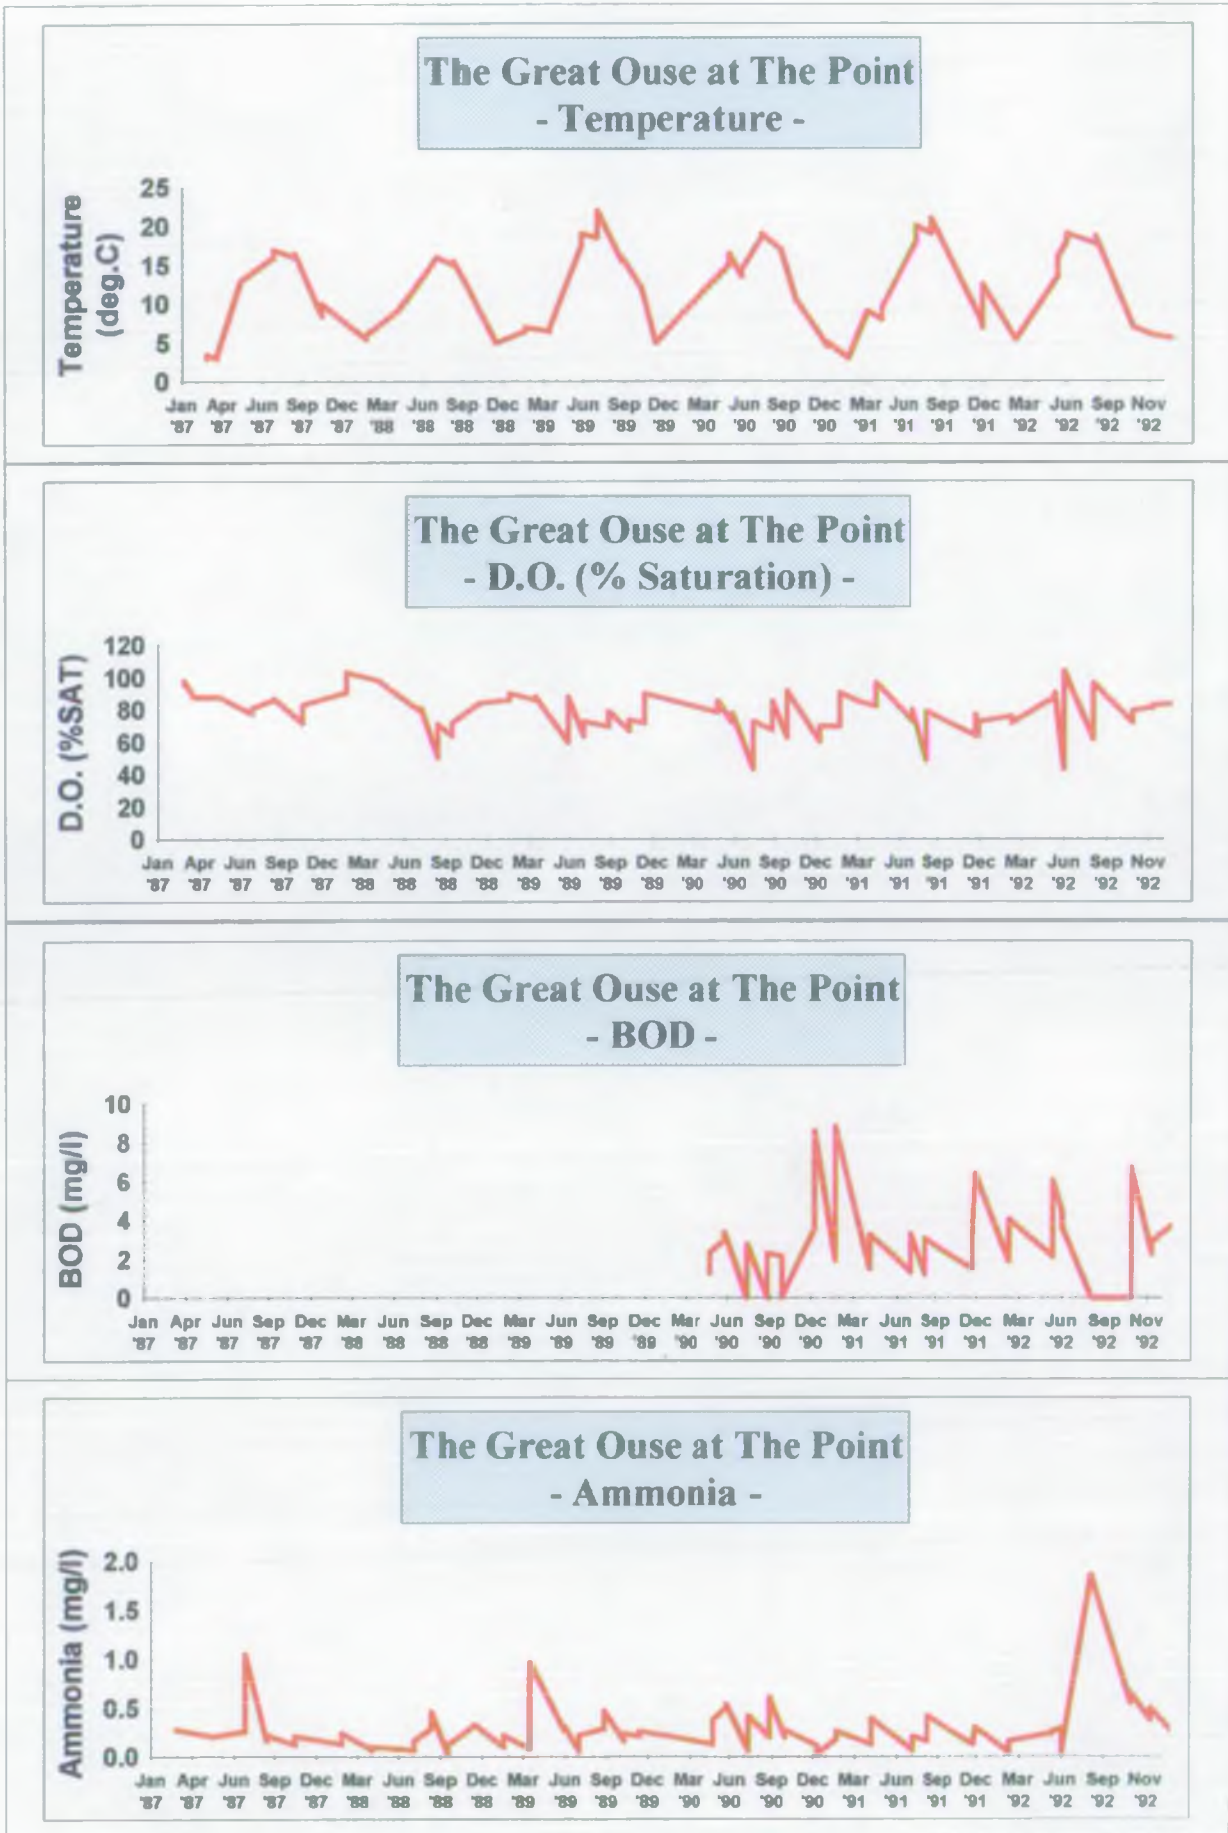 The Great Ouse at The Point
- Temperature -
Temperature
(deg.C)
25
20
15
10
5
0
Jan Apr Jun Sep Dec Mar Jun Sep Dec Mar Jun Sep Dec Mar Jun Sep Dec Mar Jun Sep Dec Mar Jun Sep Nov
'87 '87 '87 '87 '87 '88 '88 '88 '88 '89 '89 '89 '89 '90 '90 '90 '90 '91 '91 '91 '91 '92 '92 '92 '92
The Great Ouse at The Point
- D.O. (% Saturation) -
D.O. (%SAT)
120
100
80
60
40
20
0
Jan Apr Jun Sep Dec Mar Jun Sep Dec Mar Jun Sep Dec Mar Jun Sep Dec Mar Jun Sep Dec Mar Jun Sep Nov
'87 '87 '87 '87 '87 '88 '88 '88 '88 '89 '89 '89 '89 '90 '90 '90 '90 '91 '91 '91 '91 '92 '92 '92 '92
The Great Ouse at The Point
- BOD -
BOD (mg/l)
10
8
6
4
2
0
Jan Apr Jun Sep Dec Mar Jun Sep Dec Mar Jun Sep Dec Mar Jun Sep Dec Mar Jun Sep Dec Mar Jun Sep Nov
'87 '87 '87 '87 '87 '88 '88 '88 '88 '89 '89 '89 '89 '90 '90 '90 '90 '91 '91 '91 '91 '92 '92 '92 '92
The Great Ouse at The Point
- Ammonia -
Ammonia (mg/l)
2.0
1.5
1.0
0.5
0.0
Jan Apr Jun Sep Dec Mar Jun Sep Dec Mar Jun Sep Dec Mar Jun Sep Dec Mar Jun Sep Dec Mar Jun Sep Nov
'87 '87 '87 '87 '87 '88 '88 '88 '88 '89 '89 '89 '89 '90 '90 '90 '90 '91 '91 '91 '91 '92 '92 '92 '92